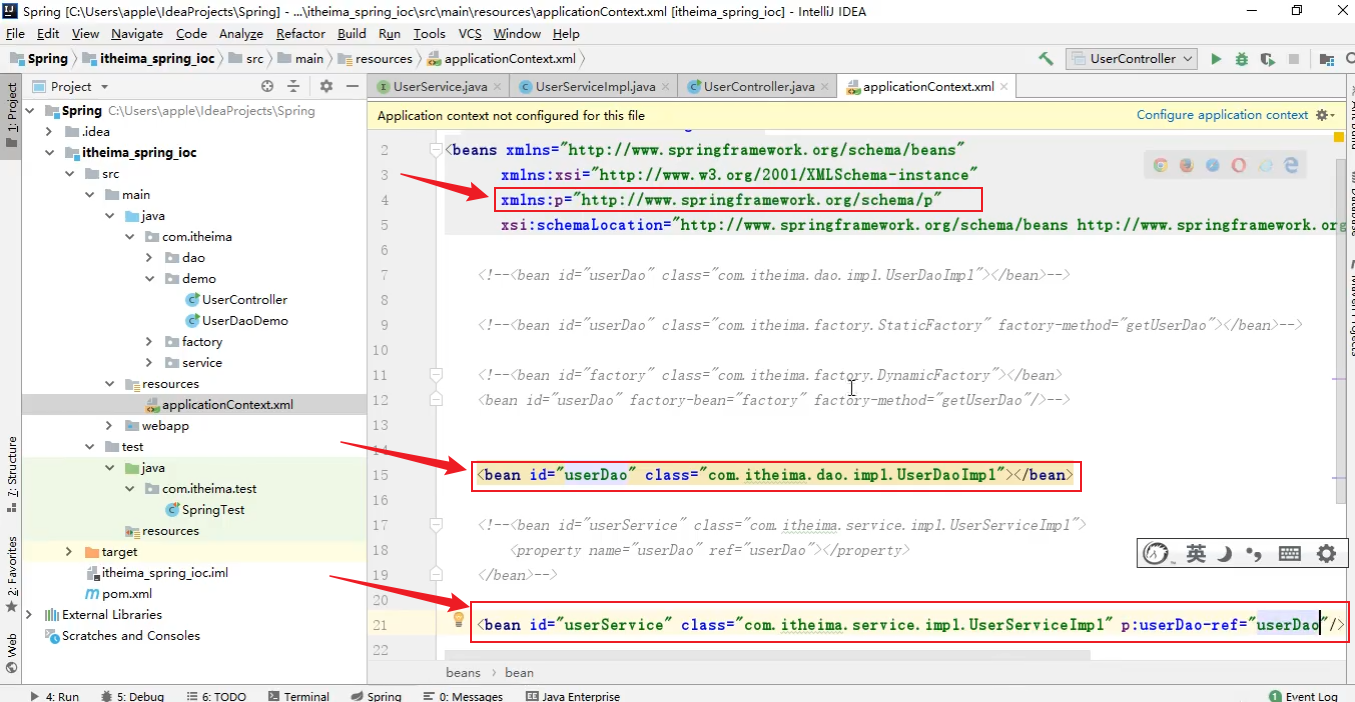 Spring [C:\Users\apple\IdeaProjects\Spring] - ...\itheima_spring_ioc\src\main\resources\applicationContext.xml [itheima_spring_ioc] - IntelliJ IDEA
File Edit View Navigate Code Analyze Refactor Build Run Tools VCS Window Help
Spring itheima_spring_ioc src main resources applicationContext.xml UserController
Project UserService.java UserServiceImpl.java UserController.java applicationContext.xml
1: Project
7: Structure
2: Favorites
Web
Spring C:\Users\apple\IdeaProjects\Spring
.idea
itheima_spring_ioc
src
main
java
com.itheima
dao
demo
UserController
UserDaoDemo
factory
service
resources
applicationContext.xml
webapp
test
java
com.itheima.test
SpringTest
resources
target
itheima_spring_ioc.iml
pom.xml
External Libraries
Scratches and Consoles
Application context not configured for this file Configure application context
2 <beans xmlns="http://www.springframework.org/schema/beans"
3 xmlns:xsi="http://www.w3.org/2001/XMLSchema-instance"
4 xmlns:p="http://www.springframework.org/schema/p"
5 xsi:schemaLocation="http://www.springframework.org/schema/beans http://www.springframework.org
6
7 <!--<bean id="userDao" class="com.itheima.dao.impl.UserDaoImpl"></bean>-->
8
9 <!--<bean id="userDao" class="com.itheima.factory.StaticFactory" factory-method="getUserDao"></bean>-->
10
11 <!--<bean id="factory" class="com.itheima.factory.DynamicFactory"></bean>
12 <bean id="userDao" factory-bean="factory" factory-method="getUserDao"/>-->
13
14
15 <bean id="userDao" class="com.itheima.dao.impl.UserDaoImpl"></bean>
16
17 <!--<bean id="userService" class="com.itheima.service.impl.UserServiceImpl">
18 <property name="userDao" ref="userDao"></property>
19 </bean>-->
20
21 <bean id="userService" class="com.itheima.service.impl.UserServiceImpl" p:userDao-ref="userDao"/>
22
英
beans bean
4: Run 5: Debug 6: TODO Terminal Spring 0: Messages Java Enterprise 1 Event Log